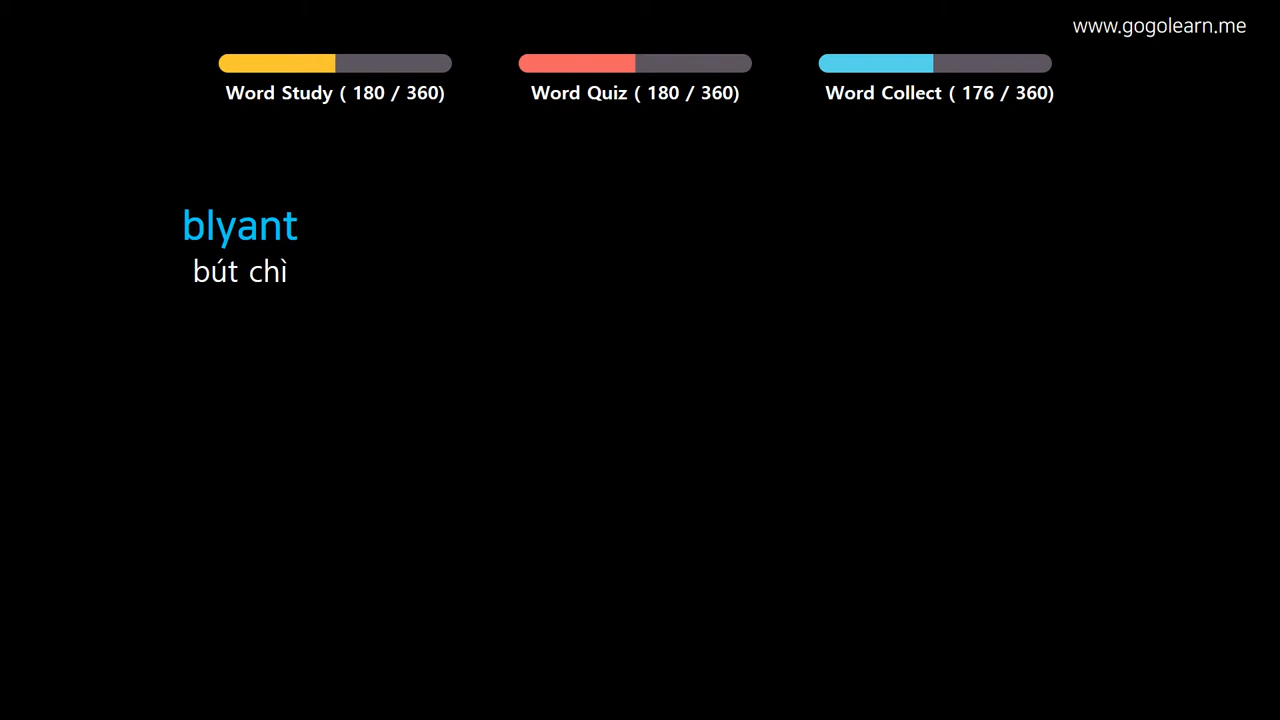 www.gogolearn.me
Word Study ( 180 / 360)
Word Quiz ( 180 / 360)
Word Collect ( 176 / 360)
blyant
bút chì